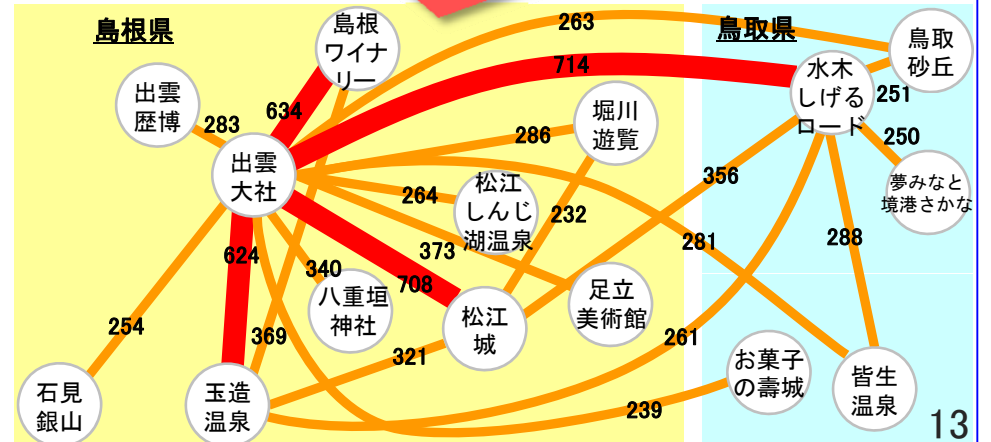 島根県
鳥取県
島根
ワイナ
リー
263
鳥取
砂丘
714
水木
しげる
ロード
251
出雲
歴博
634
283
堀川
遊覧
286
250
出雲
大社
356
夢みなと
境港さかな
264
松江
しんじ
湖温泉
232
373
281
288
624
340
708
八重垣
神社
足立
美術館
松江
城
254
369
321
261
お菓子
の壽城
皆生
温泉
石見
銀山
玉造
温泉
239
13